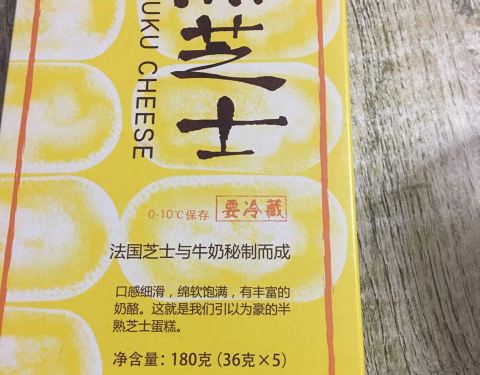 UKU CHEESE
芝士
0-10℃保存 要冷藏
法国芝士与牛奶秘制而成
口感细滑，绵软饱满，有丰富的
奶酪。这就是我们引以为豪的半
熟芝士蛋糕。
净含量：180克（36克×5）